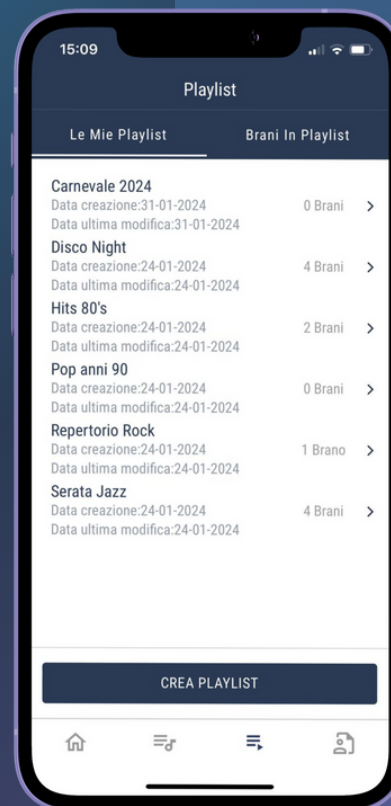 15:09
Playlist
Le Mie Playlist
Brani In Playlist
Carnevale 2024
Data creazione:31-01-2024
0 Brani
Data ultima modifica:31-01-2024
Disco Night
Data creazione:24-01-2024
4 Brani
Data ultima modifica:24-01-2024
Hits 80's
Data creazione:24-01-2024
2 Brani
Data ultima modifica:24-01-2024
Pop anni 90
Data creazione:24-01-2024
0 Brani
Data ultima modifica:24-01-2024
Repertorio Rock
Data creazione:24-01-2024
1 Brano
Data ultima modifica:24-01-2024
Serata Jazz
Data creazione:24-01-2024
4 Brani
Data ultima modifica:24-01-2024
CREA PLAYLIST